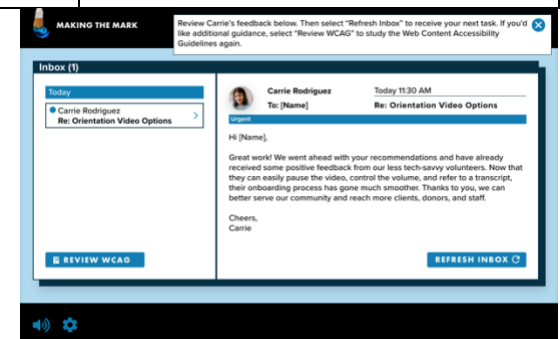 MAKING THE MARK
Review Carrie's feedback below. Then select "Refresh Inbox" to receive your next task. If you'd
like additional guidance, select "Review WCAG" to study the Web Content Accessibility
Guidelines again.
Inbox (1)
Today
Carrie Rodriguez
Re: Orientation Video Options
Carrie Rodriguez
Today 11:30 AM
To: [Name]
Re: Orientation Video Options
Urgent
Hi [Name],
Great work! We went ahead with your recommendations and have already
received some positive feedback from our less tech-savvy volunteers. Now that
they can easily pause the video, control the volume, and refer to a transcript,
their onboarding process has gone much smoother. Thanks to you, we can
better serve our community and reach more clients, donors, and staff.
Cheers,
Carrie
REVIEW WCAG
REFRESH INBOX